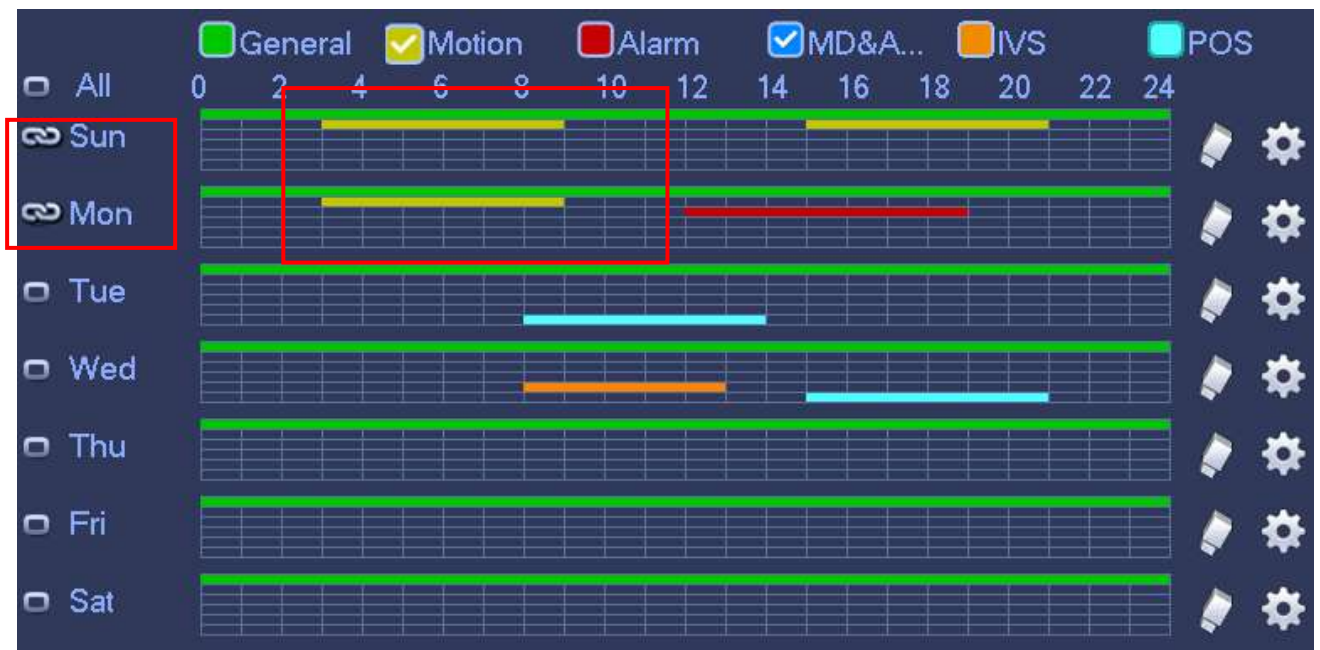 General Motion Alarm MD&A... IVS POS
All 0 2 4 6 8 10 12 14 16 18 20 22 24
Sun
Mon
Tue
Wed
Thu
Fri
Sat